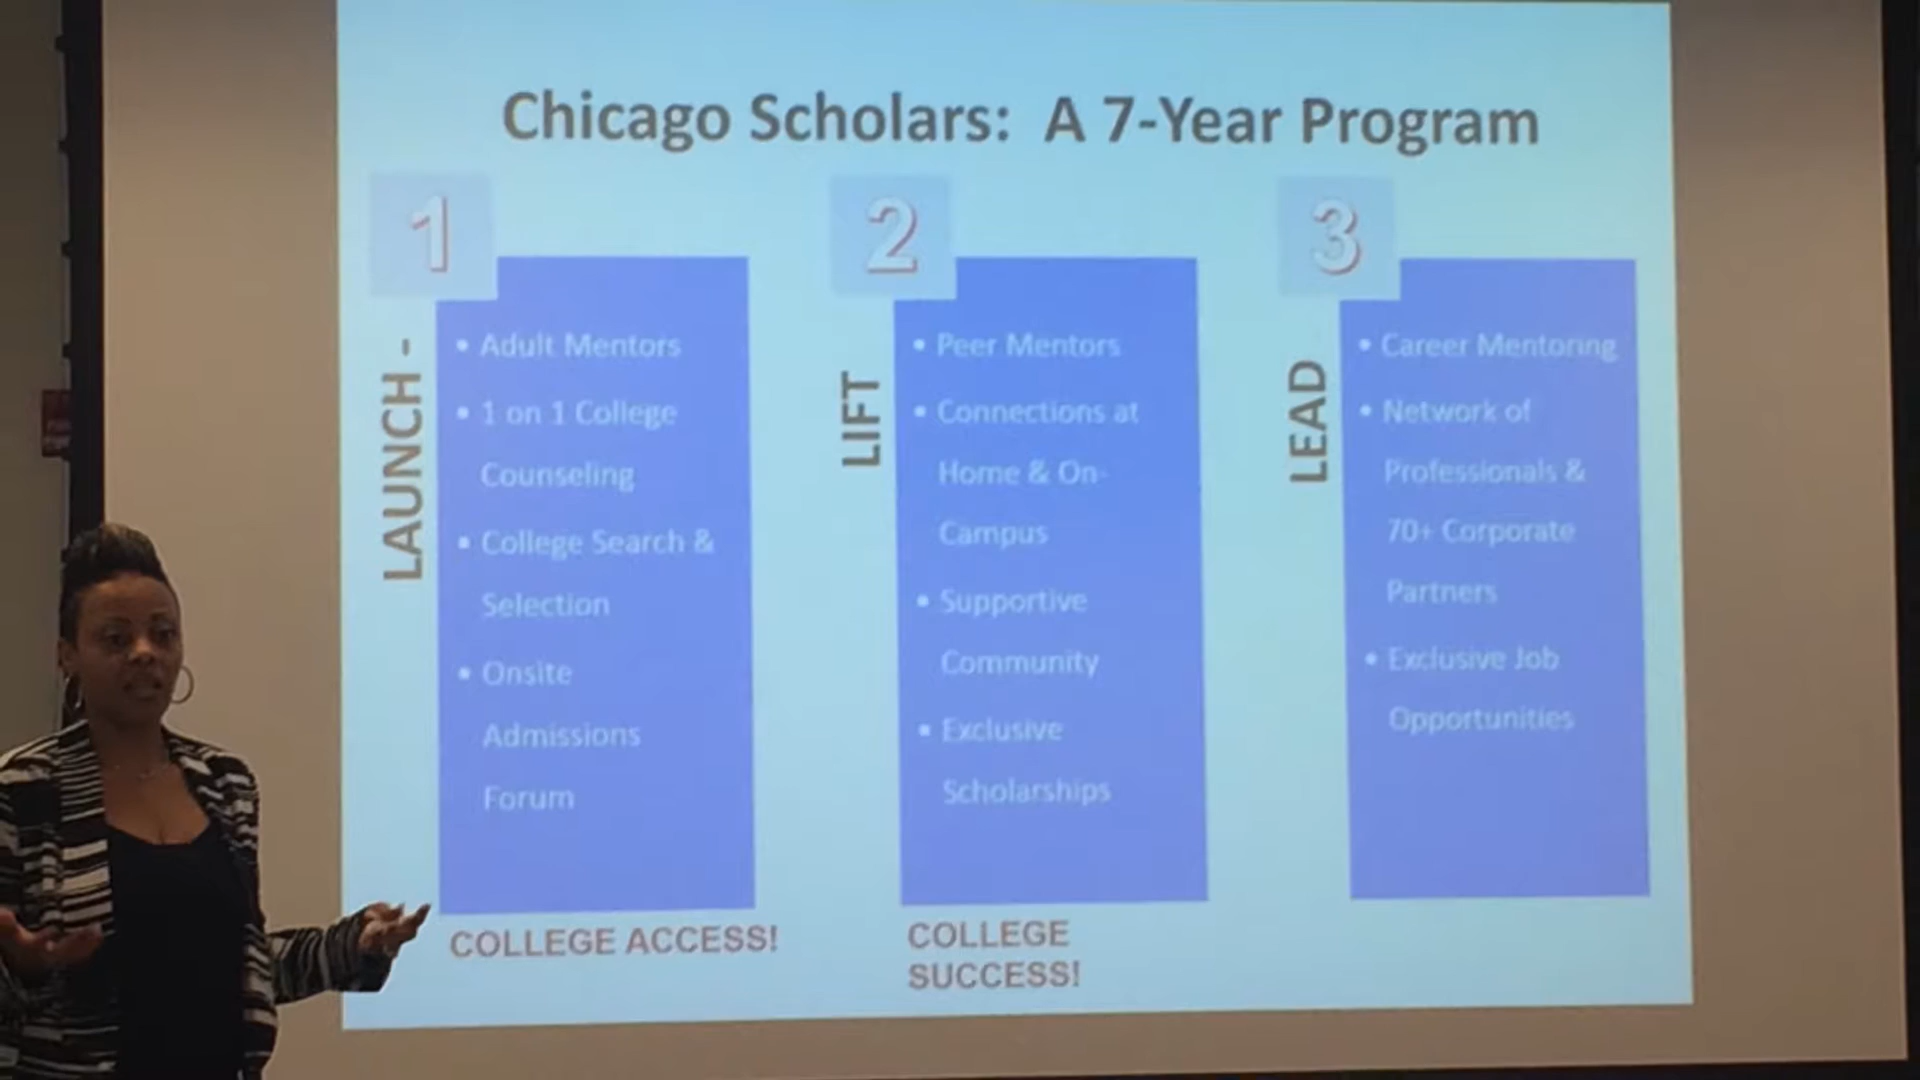 Chicago Scholars: A 7-Year Program
1
LAUNCH -
• Adult Mentors
• 1 on 1 College
Counseling
• College Search &
Selection
• Onsite
Admissions
Forum
COLLEGE ACCESS!
2
LIFT
• Peer Mentors
• Connections at
Home & On-
Campus
• Supportive
Community
• Exclusive
Scholarships
COLLEGE
SUCCESS!
3
LEAD
• Career Mentoring
• Network of
Professionals &
70+ Corporate
Partners
• Exclusive Job
Opportunities